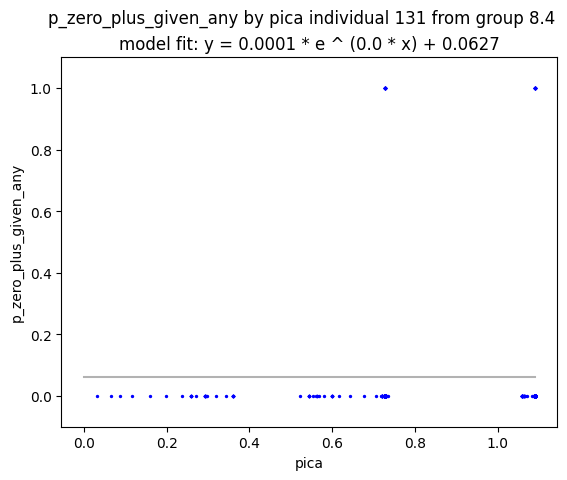 p_zero_plus_given_any by pica individual 131 from group 8.4
model fit: y = 0.0001 * e ^ (0.0 * x) + 0.0627
1.0
0.8
0.6
0.4
0.2
0.0
p_zero_plus_given_any
0.0 0.2 0.4 0.6 0.8 1.0
pica